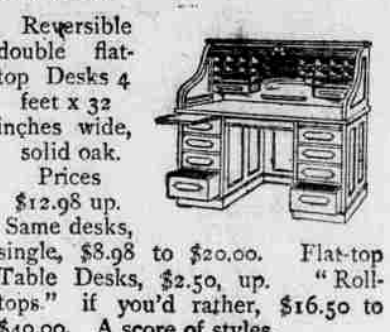 Reversible
double flat-
top Desks 4
feet x 32
inches wide,
solid oak.
Prices
$12.98 up.
Same desks,
single, $8.98 to $20.00. Flat-top
Table Desks, $2.50, up. "Roll-
tops." if you'd rather, $16.50 to
$40.00. A score of styles